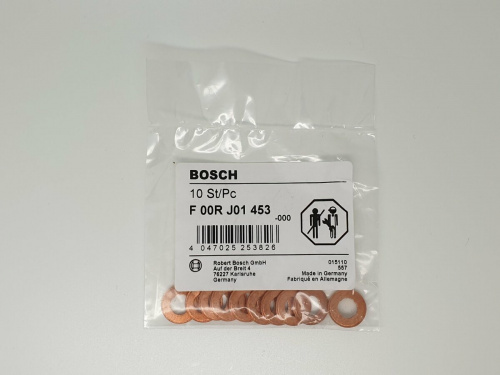 BOSCH
10 St/Pc
F 00R J01 453
-000
4 047025 253826
Robert Bosch GmbH
Auf der Breit 4
76227 Karlsruhe
Germany
015110
557
Made in Germany
Fabriqué en Allemagne